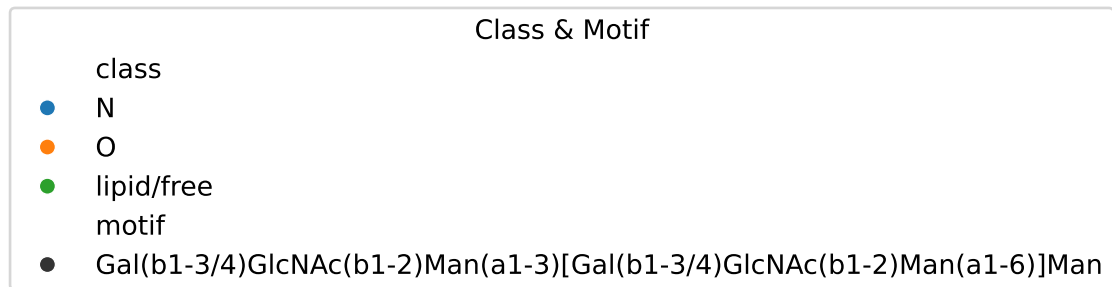 Class & Motif
class
N
O
lipid/free
motif
Gal(b1-3/4)GlcNAc(b1-2)Man(a1-3)[Gal(b1-3/4)GlcNAc(b1-2)Man(a1-6)]Man